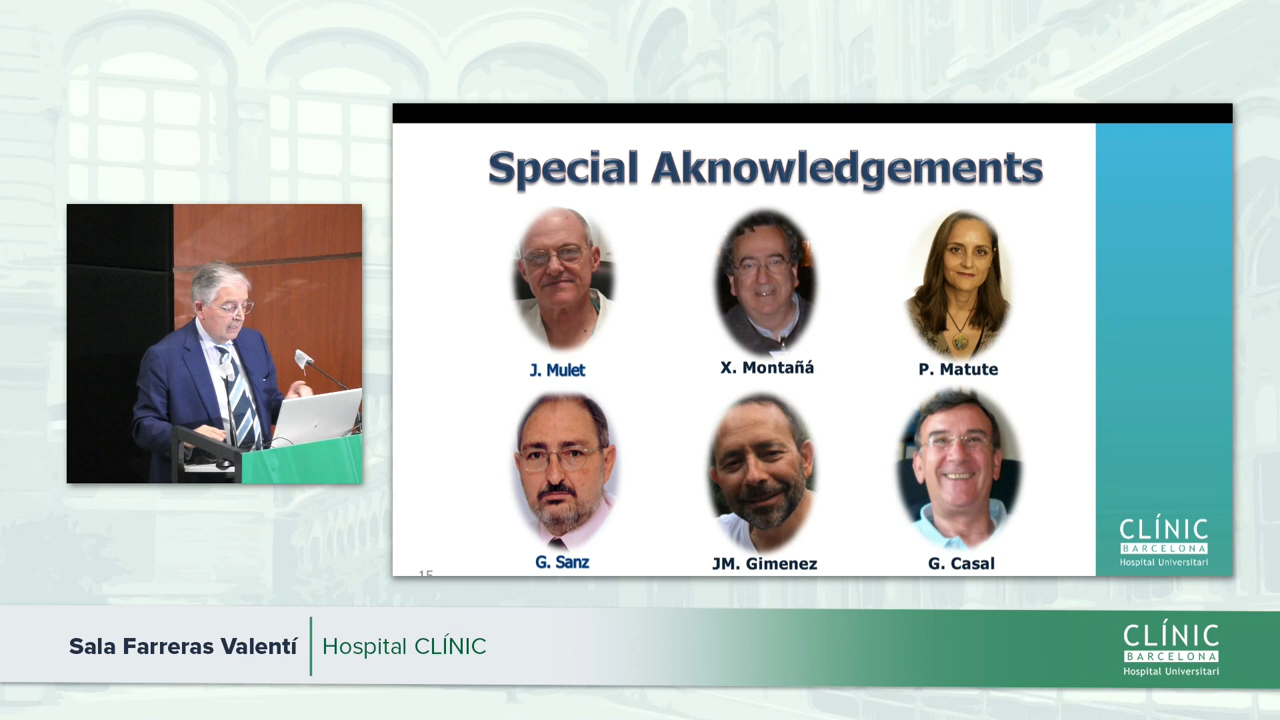 Special Aknowledgements
J. Mulet
X. Montañá
P. Matute
G. Sanz
JM. Gimenez
G. Casal
15
CLÍNIC
BARCELONA
Hospital Universitari
Sala Farreras Valentí
Hospital CLÍNIC
CLÍNIC
BARCELONA
Hospital Universitari